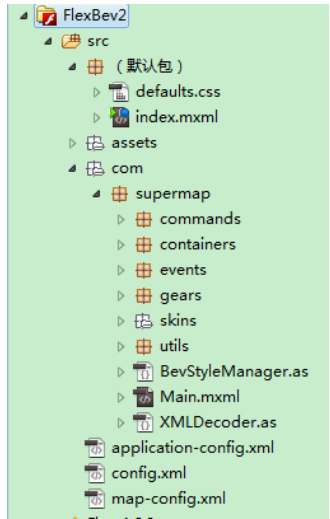 FlexBev2
src
(默认包)
defaults.css
index.mxml
assets
com
supermap
commands
containers
events
gears
skins
utils
BevStyleManager.as
Main.mxml
XMLDecoder.as
application-config.xml
config.xml
map-config.xml